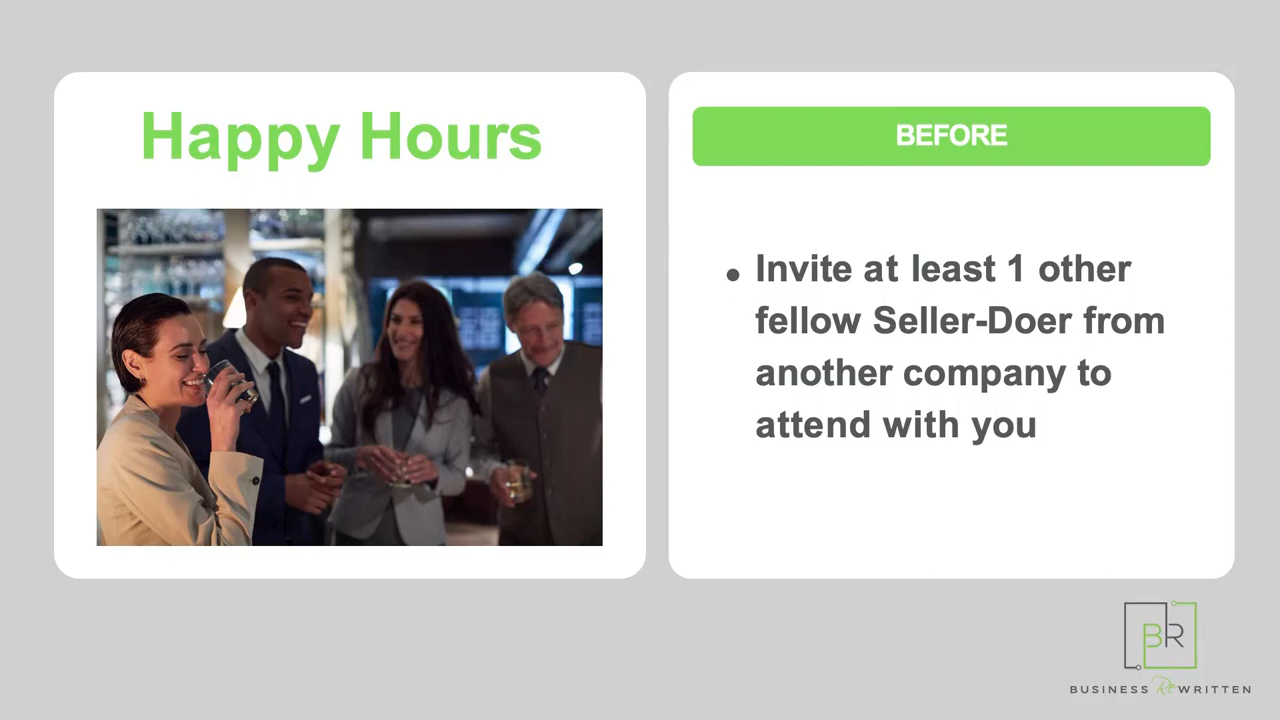 Happy Hours
BEFORE
• Invite at least 1 other
fellow Seller-Doer from
another company to
attend with you
BR
BUSINESS ReWRITTEN